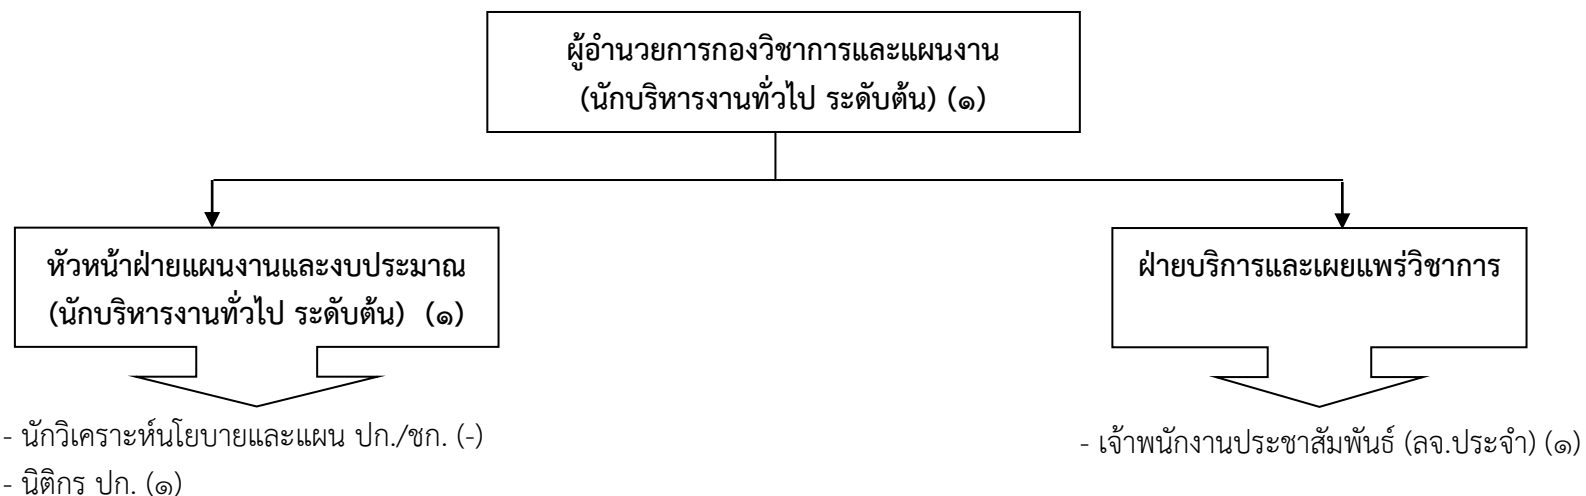 ผู้อำนวยการกองวิชาการและแผนงาน
(นักบริหารงานทั่วไป ระดับต้น) (๑)
หัวหน้าฝ่ายแผนงานและงบประมาณ
(นักบริหารงานทั่วไป ระดับต้น) (๑)
ฝ่ายบริการและเผยแพร่วิชาการ
- นักวิเคราะห์นโยบายและแผน ปก./ชก. (-)
- นิติกร ปก. (๑)
- เจ้าพนักงานประชาสัมพันธ์ (ลจ.ประจำ) (๑)